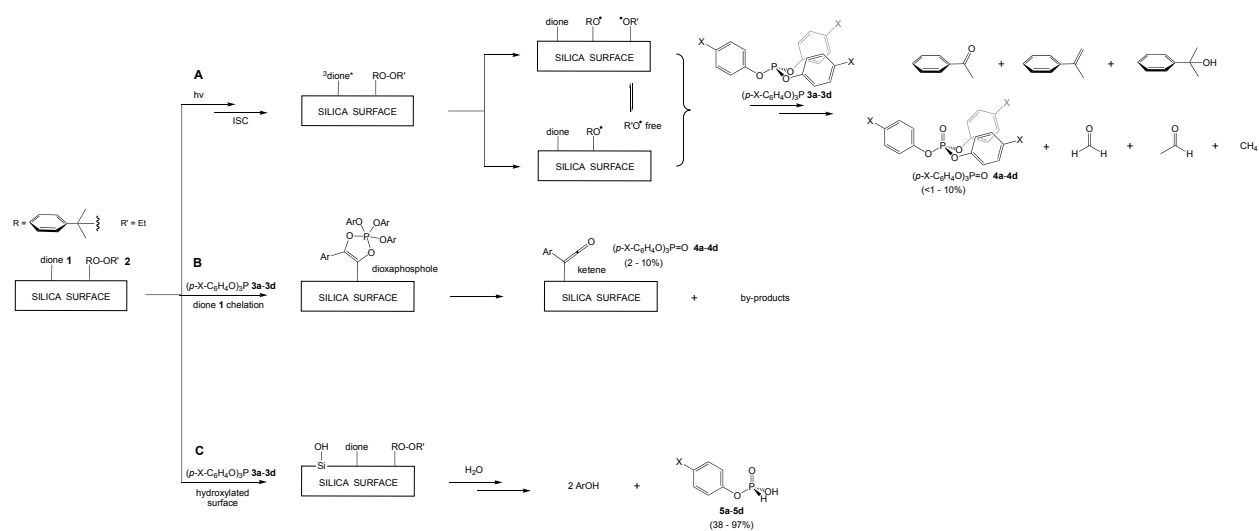 A
hν
ISC
³dione*
RO-OR'
SILICA SURFACE
dione
RO•
•OR'
SILICA SURFACE
R'O• free
dione
RO•
SILICA SURFACE
X
X
X
O
P
O
O
(p-X-C₆H₄O)₃P 3a-3d
O
+
+
OH
X
X
X
O
O
P
O
O
(p-X-C₆H₄O)₃P=O 4a-4d
(<1 - 10%)
+
O
H
H
+
O
H
+
CH₄
R =
R' = Et
dione 1
RO-OR' 2
SILICA SURFACE
B
(p-X-C₆H₄O)₃P 3a-3d
dione 1 chelation
ArO
OAr
OAr
O
P
O
Ar
dioxaphosphole
SILICA SURFACE
Ar
O
ketene
SILICA SURFACE
(p-X-C₆H₄O)₃P=O 4a-4d
(2 - 10%)
+
by-products
C
(p-X-C₆H₄O)₃P 3a-3d
hydroxylated
surface
OH
Si
dione
RO-OR'
SILICA SURFACE
H₂O
2 ArOH
+
X
O
O
P
OH
H
5a-5d
(38 - 97%)